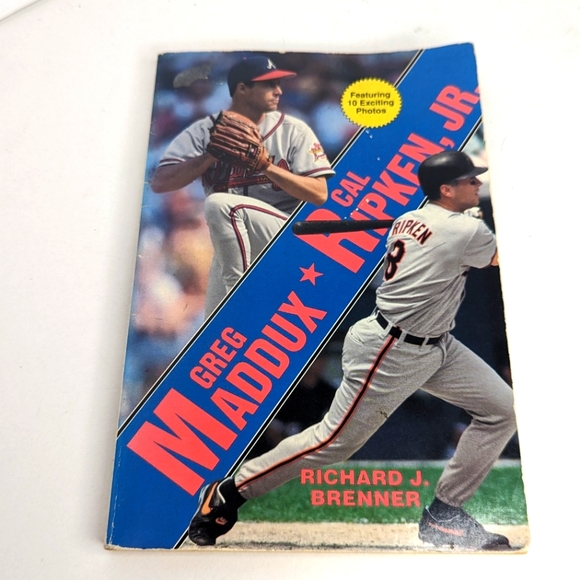 Featuring
10 Exciting
Photos
GREG
MADDUX
★
CAL
RIPKEN, JR.
RIPKEN
8
RICHARD J.
BRENNER